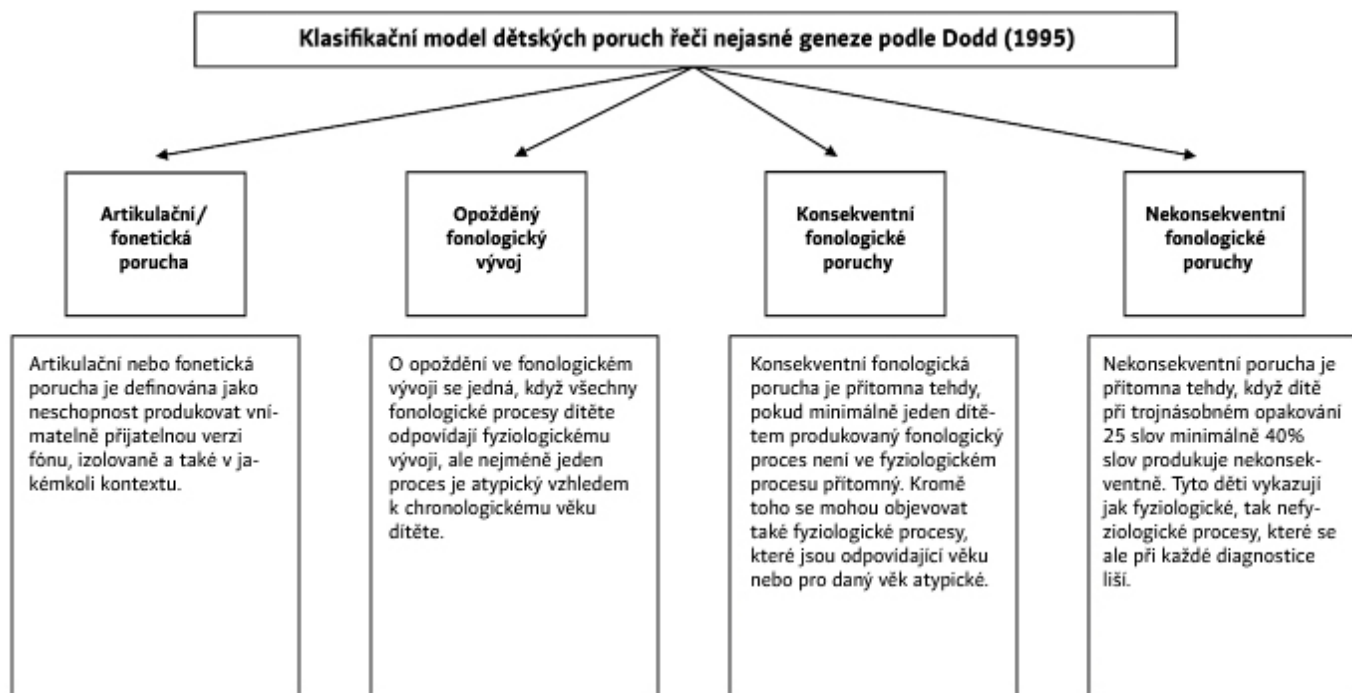 Klasifikační model dětských poruch řeči nejasné geneze podle Dodd (1995)
Artikulační/
fonetická
porucha
Opožděný
fonologický
vývoj
Konsekventní
fonologické
poruchy
Nekonsekventní
fonologické
poruchy
Artikulační nebo fonetická
porucha je definována jako
neschopnost produkovat vní-
matelně přijatelnou verzi
fónu, izolovaně a také v ja-
kémkoli kontextu.
O opoždění ve fonologickém
vývoji se jedná, když všechny
fonologické procesy dítěte
odpovídají fyziologickému
vývoji, ale nejméně jeden
proces je atypický vzhledem
k chronologickému věku
dítěte.
Konsekventní fonologická
porucha je přítomna tehdy,
pokud minimálně jeden dítě-
tem produkovaný fonologický
proces není ve fyziologickém
procesu přítomný. Kromě
toho se mohou objevovat
také fyziologické procesy,
které jsou odpovídající věku
nebo pro daný věk atypické.
Nekonsekventní porucha je
přítomna tehdy, když dítě
při trojnásobném opakování
25 slov minimálně 40%
slov produkuje nekonsek-
ventně. Tyto děti vykazují
jak fyziologické, tak nefy-
ziologické procesy, které se
ale při každé diagnostice
liší.